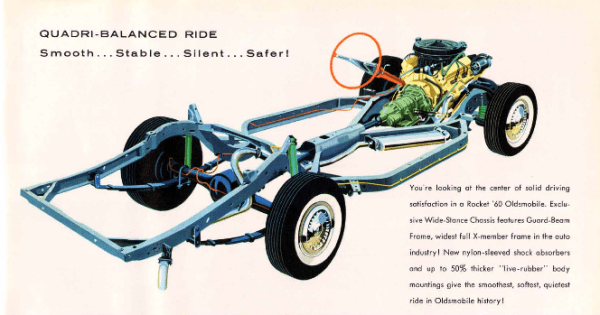 QUADRI-BALANCED RIDE
Smooth...Stable...Silent...Safer!
You're looking at the center of solid driving
satisfaction in a Rocket '60 Oldsmobile. Exclu-
sive Wide-Stance Chassis features Guard-Beam
Frame, widest full X-member frame in the auto
industry! New nylon-sleeved shock absorbers
and up to 50% thicker "live-rubber" body
mountings give the smoothest, softest, quietest
ride in Oldsmobile history!